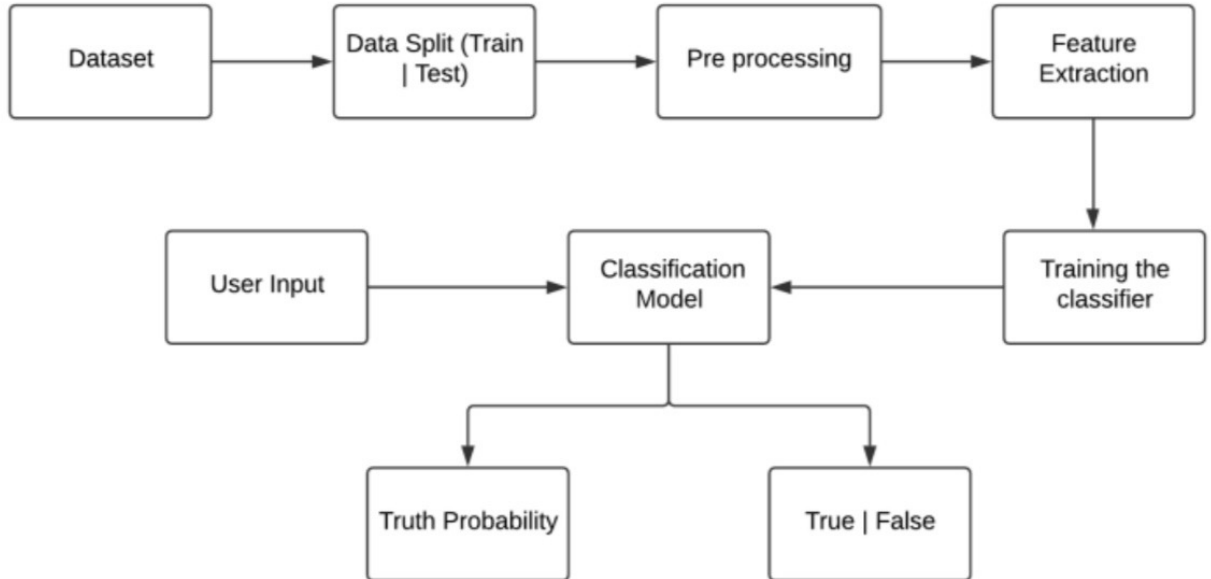 Dataset
Data Split (Train
| Test)
Pre processing
Feature
Extraction
User Input
Classification
Model
Training the
classifier
Truth Probability
True | False